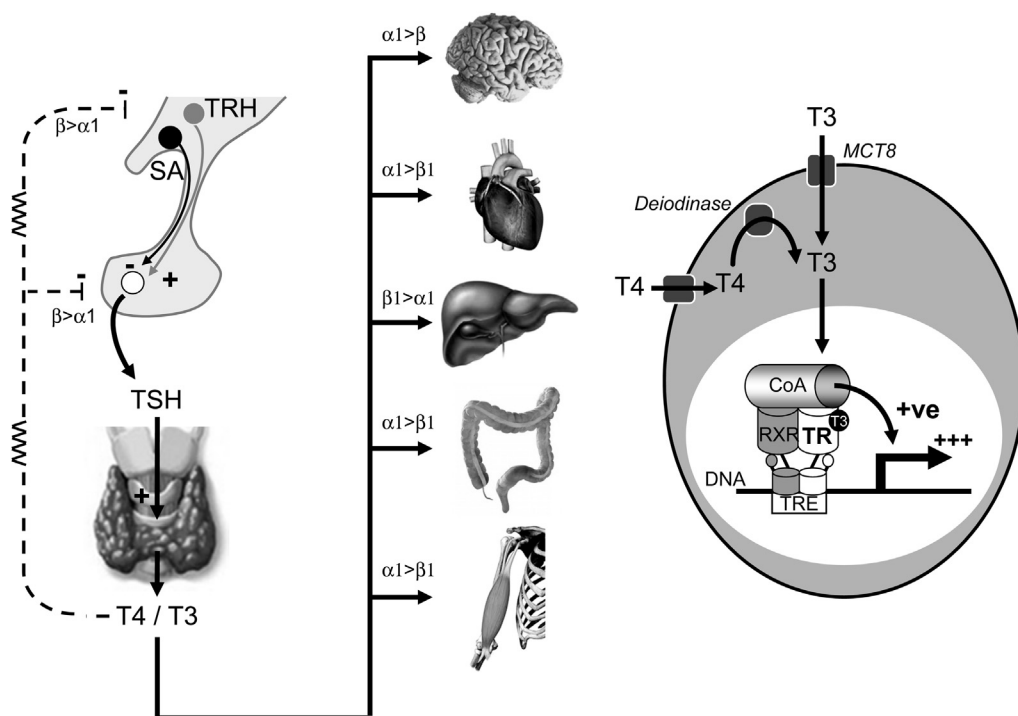 TRH
SA
β>α1
-
-
+
-
β>α1
TSH
+
T4 / T3
α1>β
α1>β1
β1>α1
α1>β1
α1>β1
T3
MCT8
Deiodinase
T3
T4
T4
CoA
+ve
+++
RXR
TR
T3
DNA
TRE